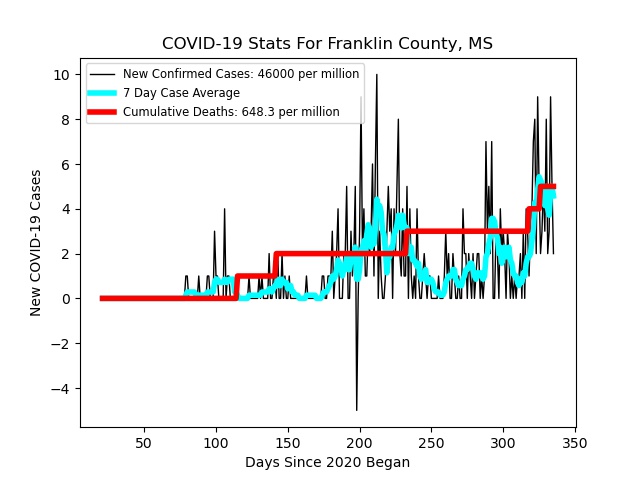 COVID-19 Stats For Franklin County, MS
New Confirmed Cases: 46000 per million
7 Day Case Average
Cumulative Deaths: 648.3 per million
New COVID-19 Cases
10
8
6
4
2
0
−2
−4
50 100 150 200 250 300 350
Days Since 2020 Began